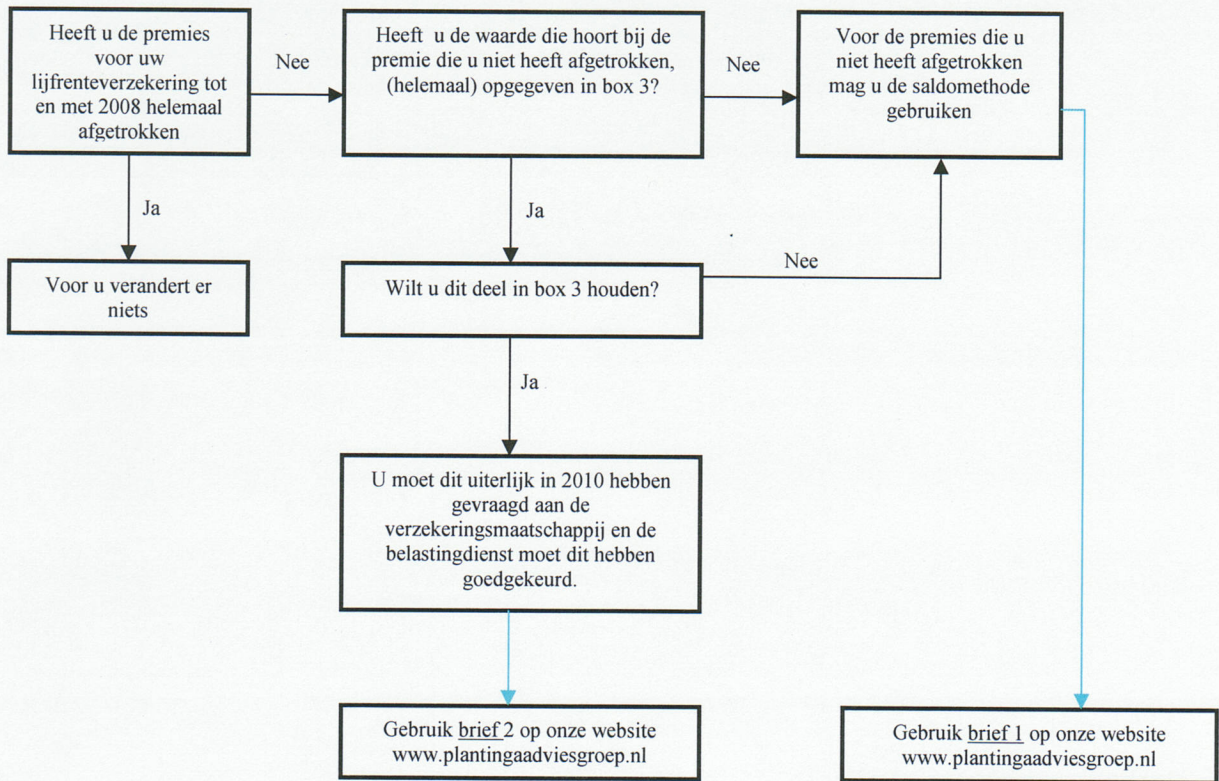 Heeft u de premies
voor uw
lijfrenteverzekering tot
en met 2008 helemaal
afgetrokken
Nee
Heeft u de waarde die hoort bij de
premie die u niet heeft afgetrokken,
(helemaal) opgegeven in box 3?
Nee
Voor de premies die u
niet heeft afgetrokken
mag u de saldomethode
gebruiken
Ja
Ja
Voor u verandert er
niets
Wilt u dit deel in box 3 houden?
Nee
Ja
U moet dit uiterlijk in 2010 hebben
gevraagd aan de
verzekeringsmaatschappij en de
belastingdienst moet dit hebben
goedgekeurd.
Gebruik brief 2 op onze website
www.plantingaadviesgroep.nl
Gebruik brief 1 op onze website
www.plantingaadviesgroep.nl